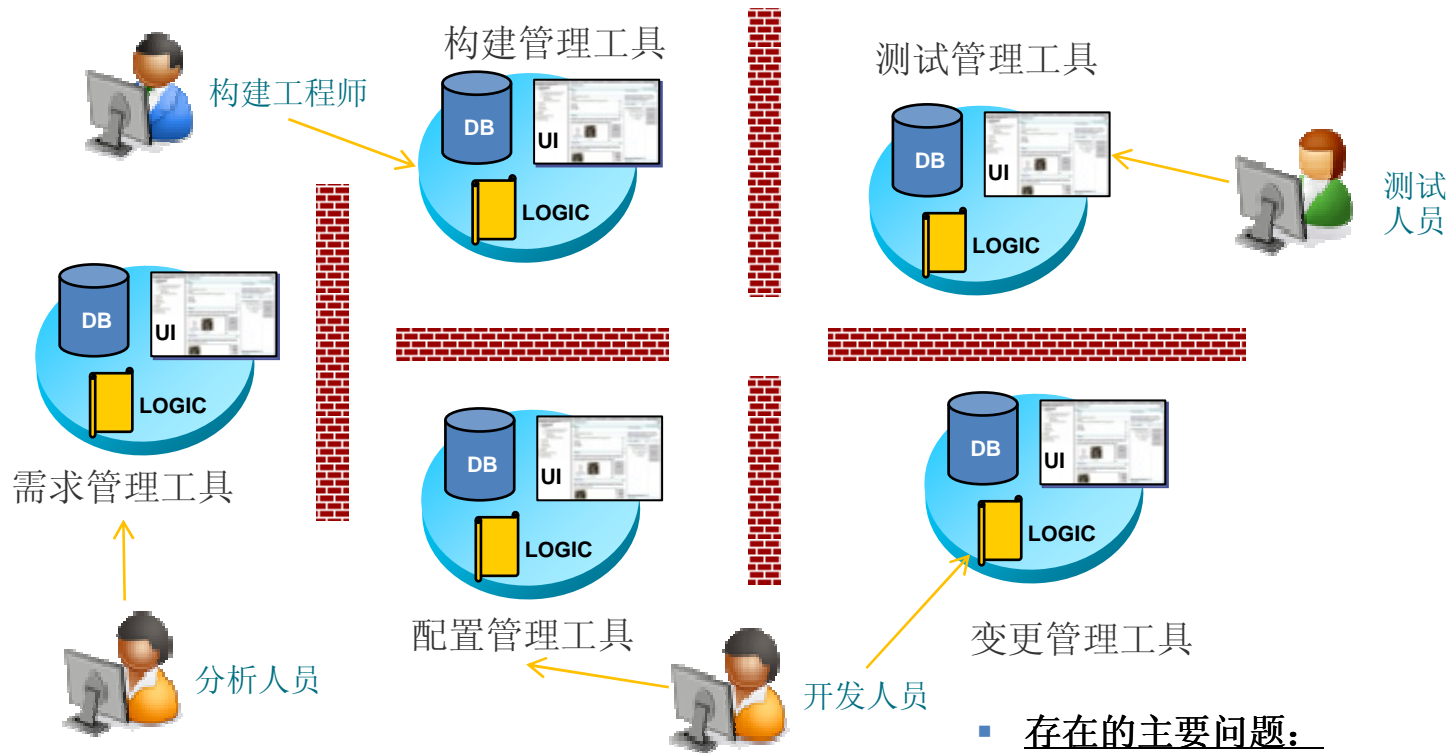 构建管理工具
测试管理工具
构建工程师
DB
UI
LOGIC
DB
UI
LOGIC
测试
人员
DB
UI
LOGIC
需求管理工具
DB
UI
LOGIC
DB
UI
LOGIC
配置管理工具
变更管理工具
分析人员
开发人员
▪ 存在的主要问题：